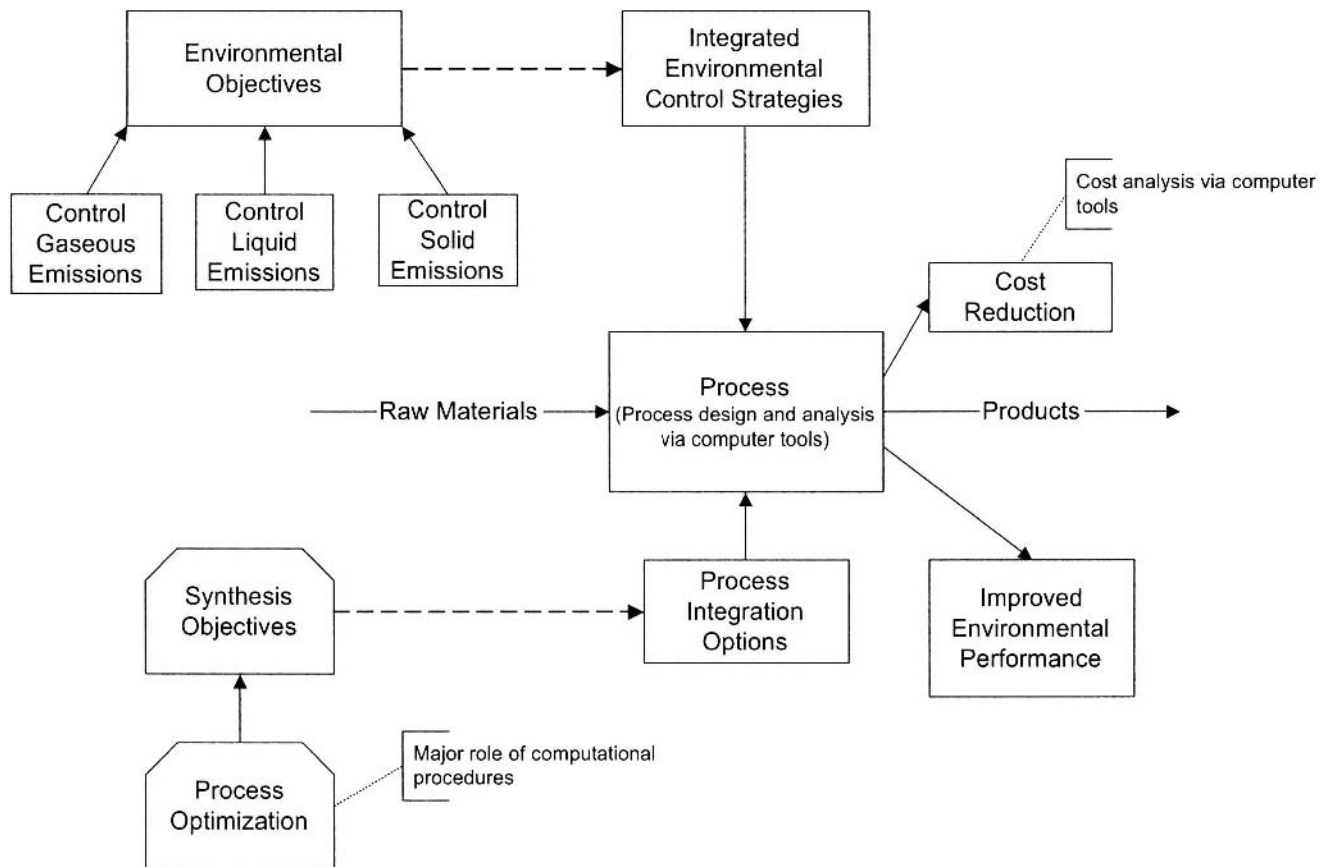 Environmental
Objectives
Integrated
Environmental
Control Strategies
Control
Gaseous
Emissions
Control
Liquid
Emissions
Control
Solid
Emissions
Cost analysis via computer
tools
Cost
Reduction
Raw Materials
Process
(Process design and analysis
via computer tools)
Products
Synthesis
Objectives
Process
Integration
Options
Improved
Environmental
Performance
Process
Optimization
Major role of computational
procedures